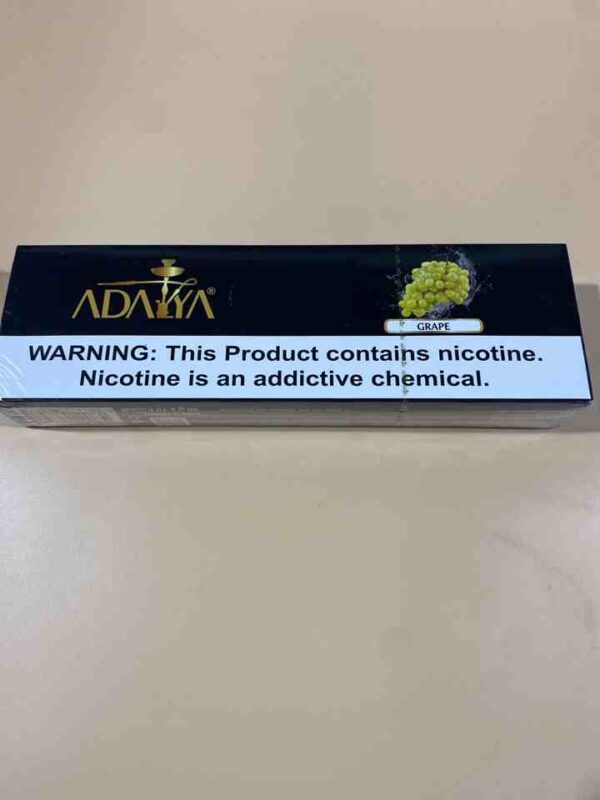 ADALYA®
GRAPE
WARNING: This Product contains nicotine.
Nicotine is an addictive chemical.